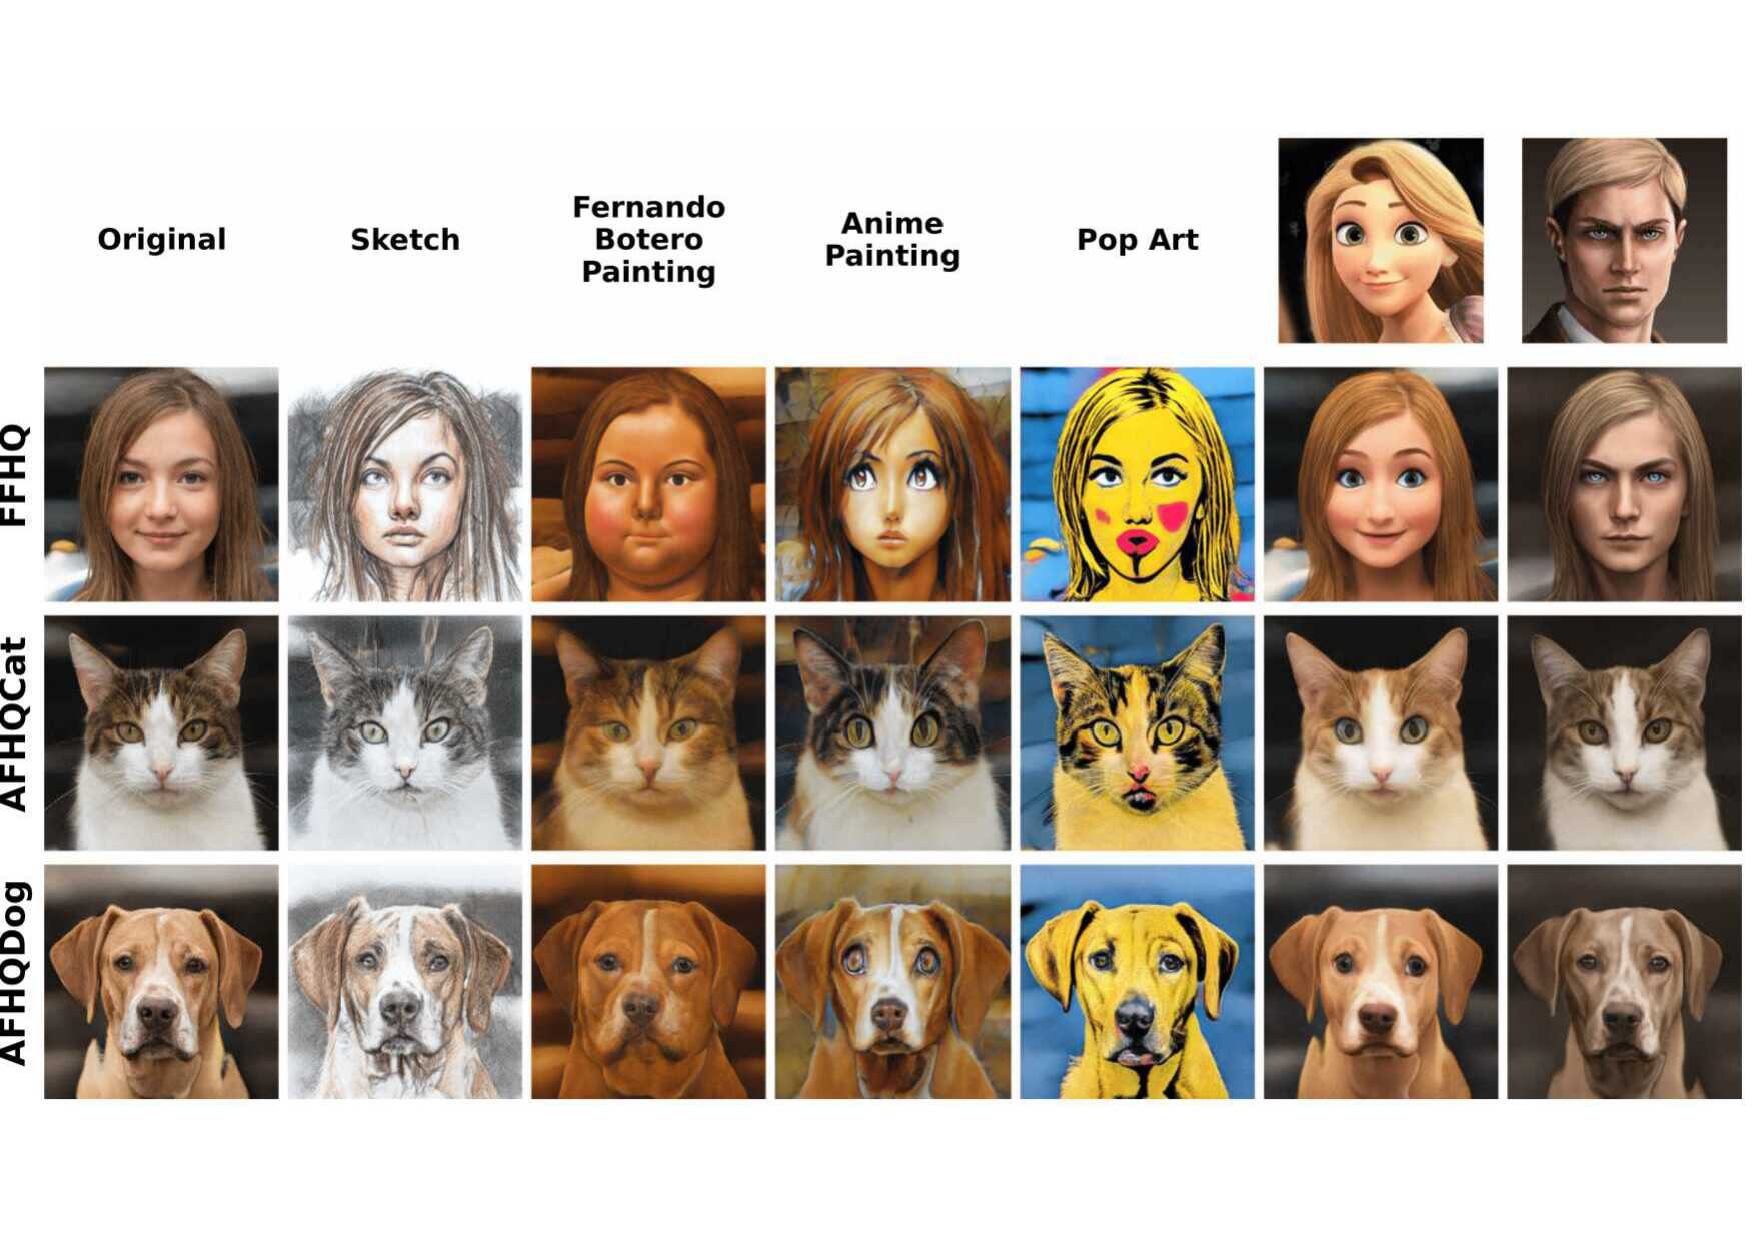 Original
Sketch
Fernando
Botero
Painting
Anime
Painting
Pop Art
FFHQ
AFHQCat
AFHQDog